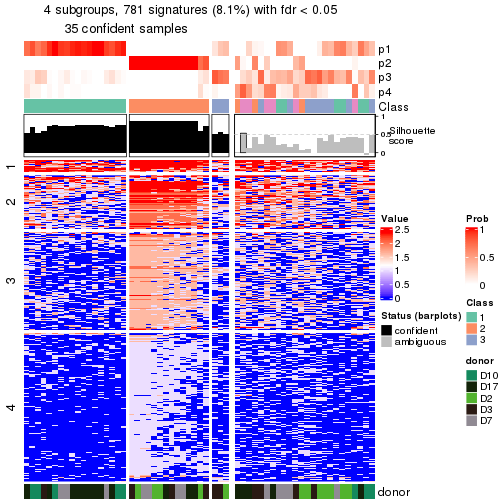 4 subgroups, 781 signatures (8.1%) with fdr < 0.05
35 confident samples
p1
p2
p3
p4
Class
1
0.5
0
Silhouette
score
1
2
3
4
donor
Value
2.5
2
1.5
1
0.5
0
Status (barplots)
confident
ambiguous
Prob
1
0.5
0
Class
1
2
3
donor
D10
D17
D2
D3
D7